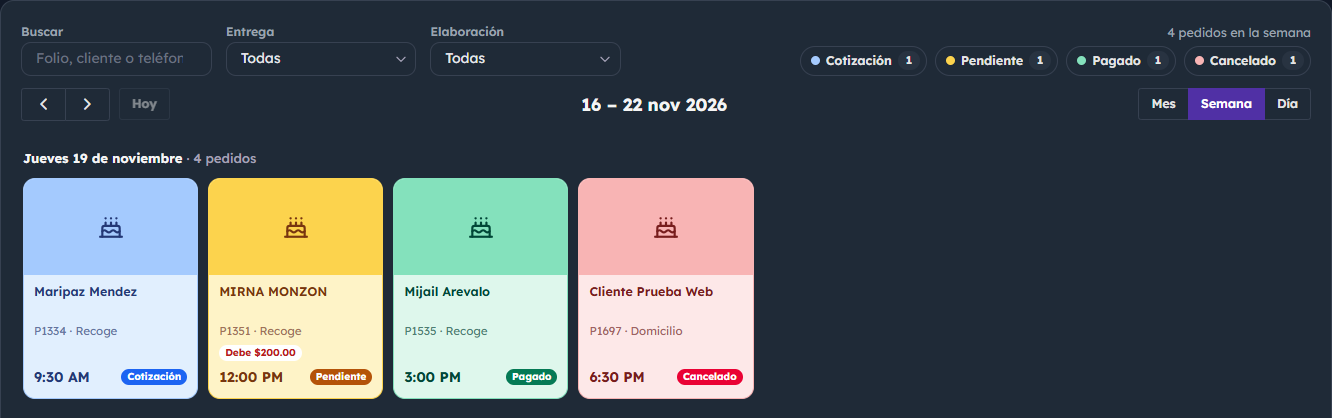 Buscar
Entrega
Elaboración
4 pedidos en la semana
Folio, cliente o teléfor
Todas
Todas
Cotización 1
Pendiente 1
Pagado 1
Cancelado 1
Hoy
16 – 22 nov 2026
Mes
Semana
Día
Jueves 19 de noviembre · 4 pedidos
Maripaz Mendez
P1334 · Recoge
9:30 AM
Cotización
MIRNA MONZON
P1351 · Recoge
Debe $200.00
12:00 PM
Pendiente
Mijail Arevalo
P1535 · Recoge
3:00 PM
Pagado
Cliente Prueba Web
P1697 · Domicilio
6:30 PM
Cancelado